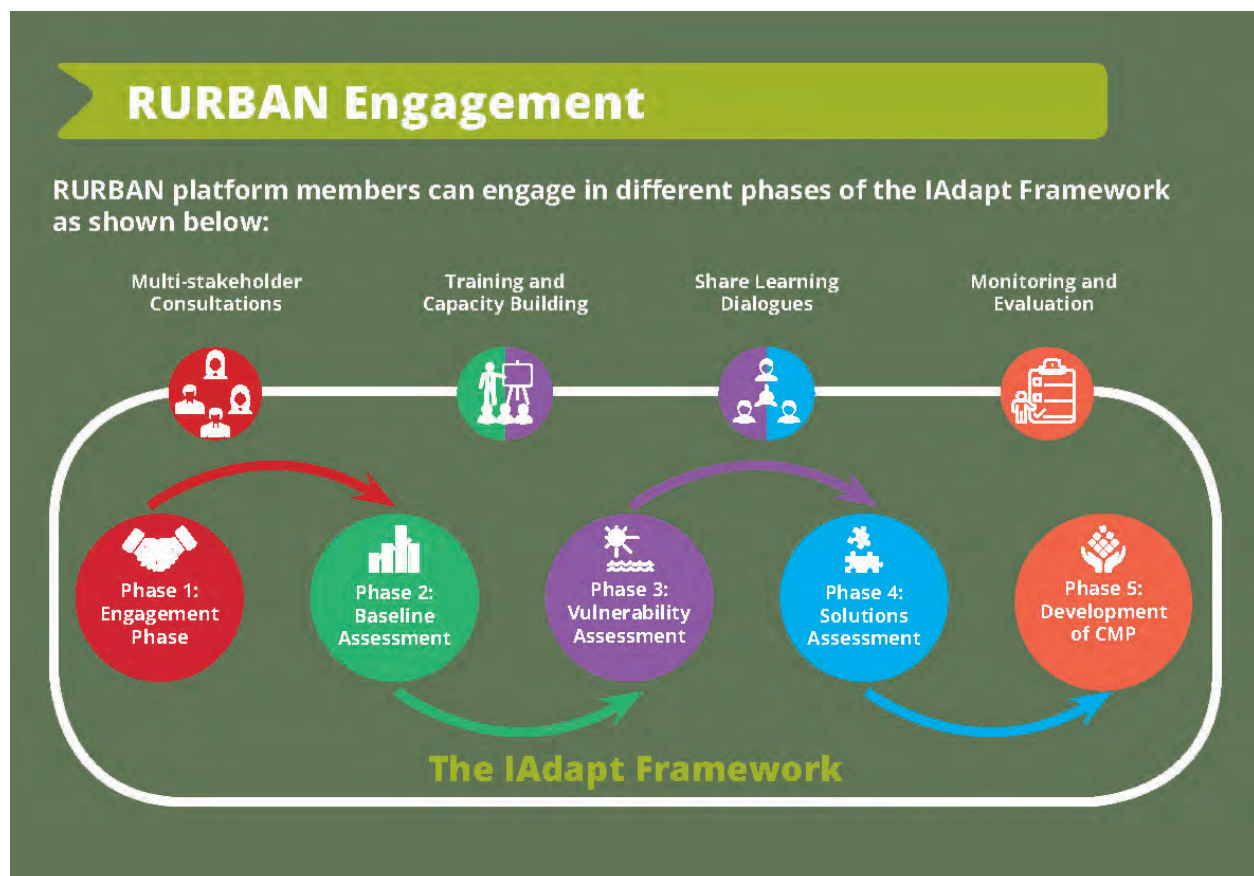 RURBAN Engagement
RURBAN platform members can engage in different phases of the IAdapt Framework
as shown below:
Multi-stakeholder
Consultations
Training and
Capacity Building
Share Learning
Dialogues
Monitoring and
Evaluation
Phase 1:
Engagement
Phase
Phase 2:
Baseline
Assessment
Phase 3:
Vulnerability
Assessment
Phase 4:
Solutions
Assessment
Phase 5:
Development
of CMP
The IAdapt Framework